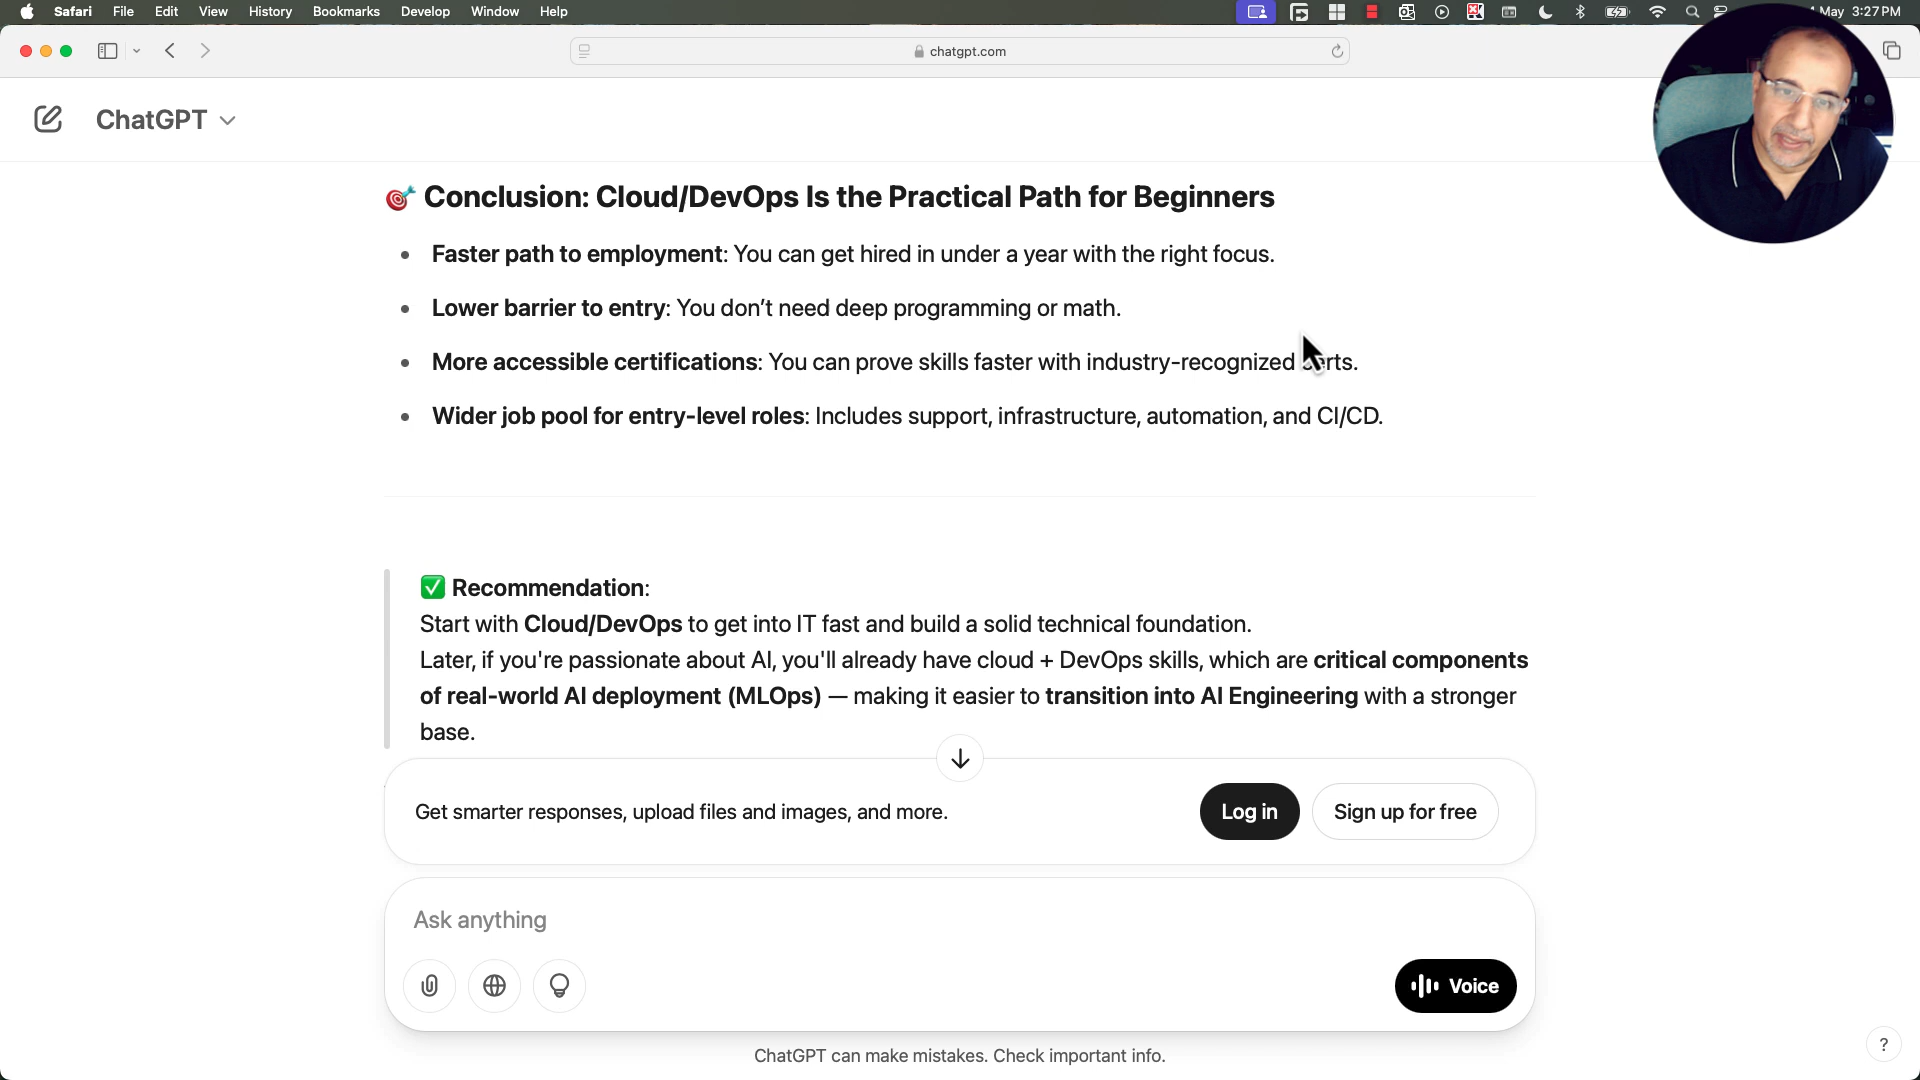 Safari File Edit View History Bookmarks Develop Window Help
May 3:27 PM
chatgpt.com
ChatGPT
🎯 Conclusion: Cloud/DevOps Is the Practical Path for Beginners
• Faster path to employment: You can get hired in under a year with the right focus.
• Lower barrier to entry: You don’t need deep programming or math.
• More accessible certifications: You can prove skills faster with industry-recognized certs.
• Wider job pool for entry-level roles: Includes support, infrastructure, automation, and CI/CD.
✅ Recommendation:
Start with Cloud/DevOps to get into IT fast and build a solid technical foundation.
Later, if you're passionate about AI, you'll already have cloud + DevOps skills, which are critical components
of real-world AI deployment (MLOps) — making it easier to transition into AI Engineering with a stronger
base.
Get smarter responses, upload files and images, and more.
Log in
Sign up for free
Ask anything
Voice
ChatGPT can make mistakes. Check important info.
?